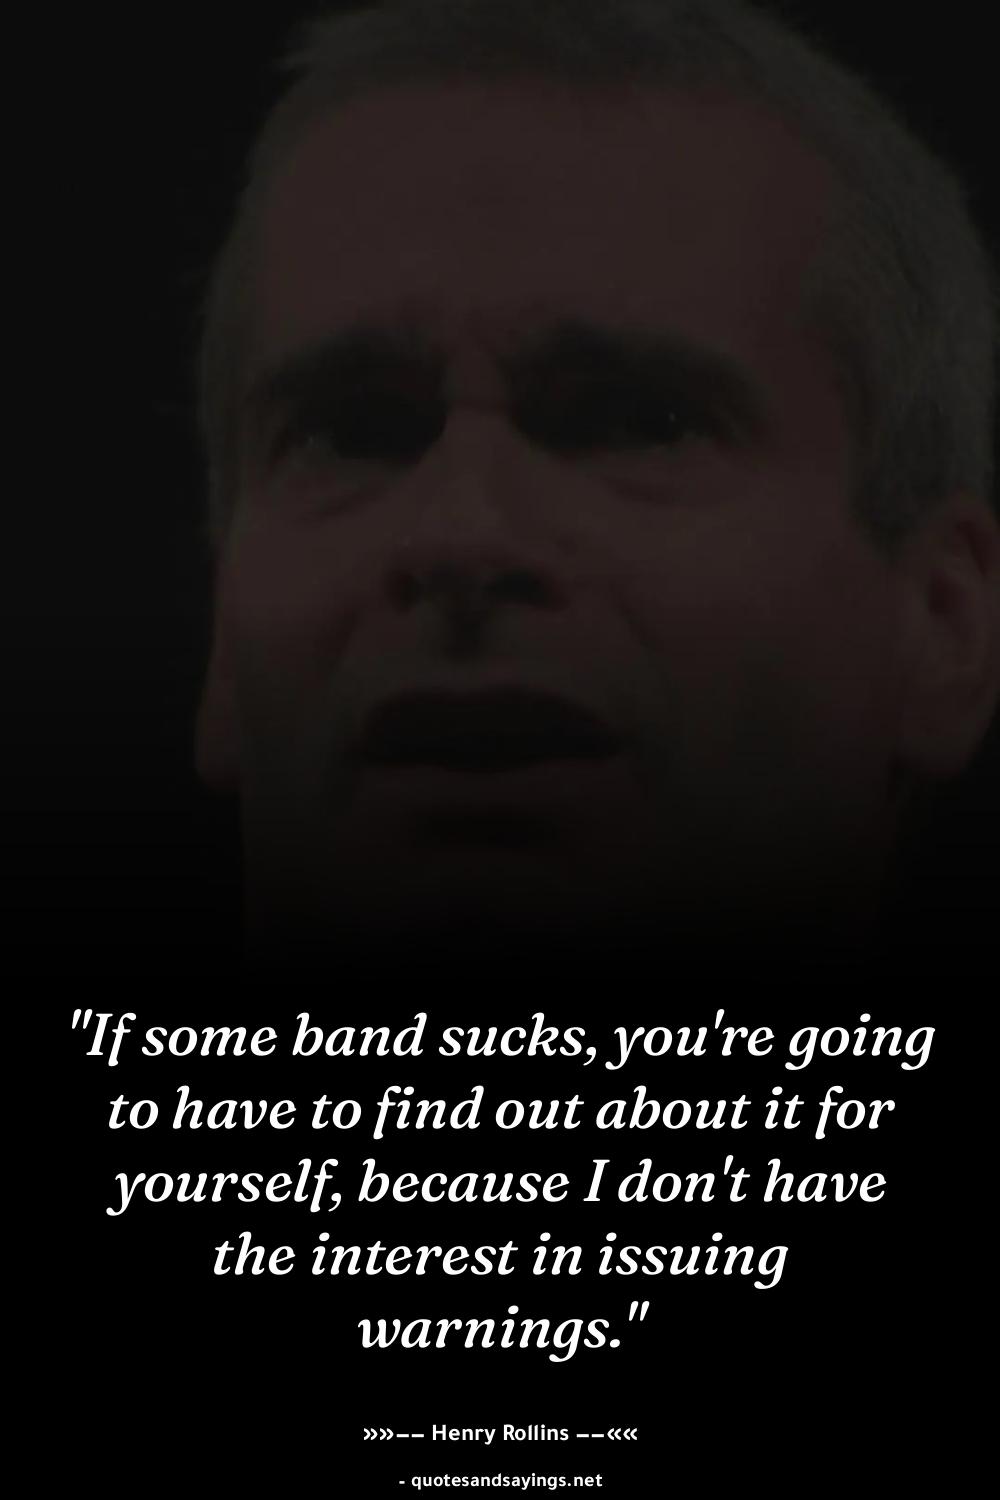 "If some band sucks, you're going
to have to find out about it for
yourself, because I don't have
the interest in issuing
warnings."
»»−− Henry Rollins −−««
- quotesandsayings.net